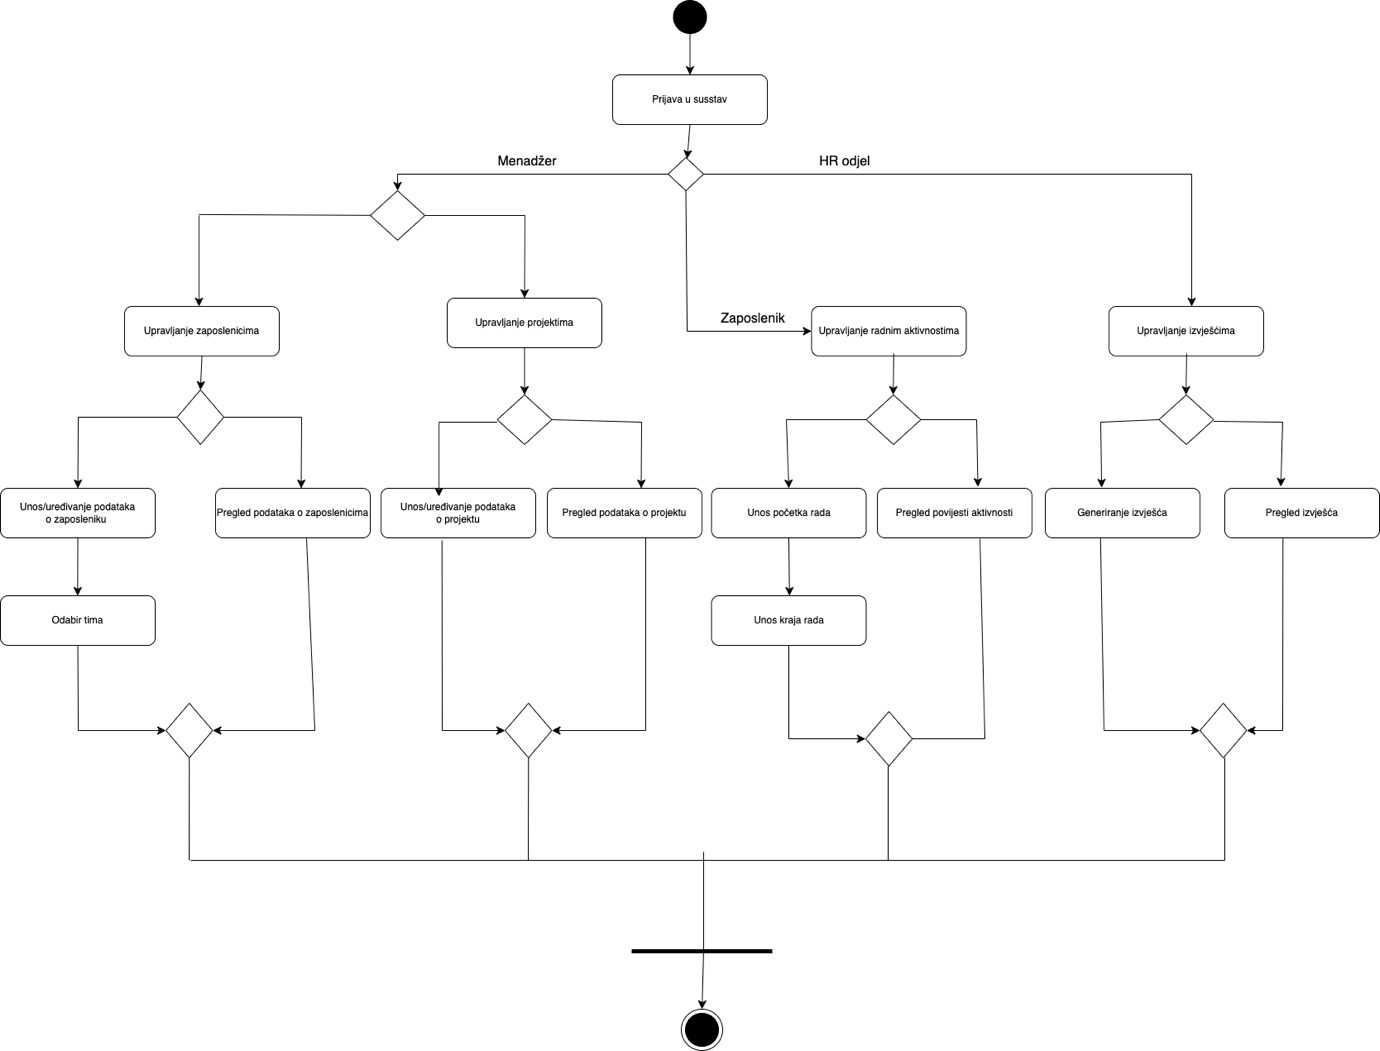 Prijava u susstav
Menadžer
HR odjel
Zaposlenik
Upravljanje zaposlenicima
Upravljanje projektima
Upravljanje radnim aktivnostima
Upravljanje izvješćima
Unos/uređivanje podataka
o zaposleniku
Pregled podataka o zaposlenicima
Unos/uređivanje podataka
o projektu
Pregled podataka o projektu
Unos početka rada
Pregled povijesti aktivnosti
Generiranje izvješća
Pregled izvješća
Odabir tima
Unos kraja rada